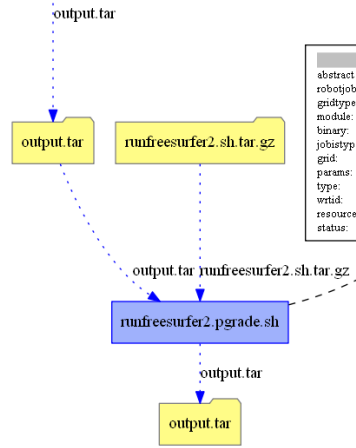 output.tar
output.tar
runfreesurfer2.sh.tar.gz
abstract
robotjob
gridtype
module:
binary:
jobistyp
grid:
params:
type:
wrtid:
resource
status:
output.tar
runfreesurfer2.sh.tar.gz
runfreesurfer2.pgrade.sh
output.tar
output.tar